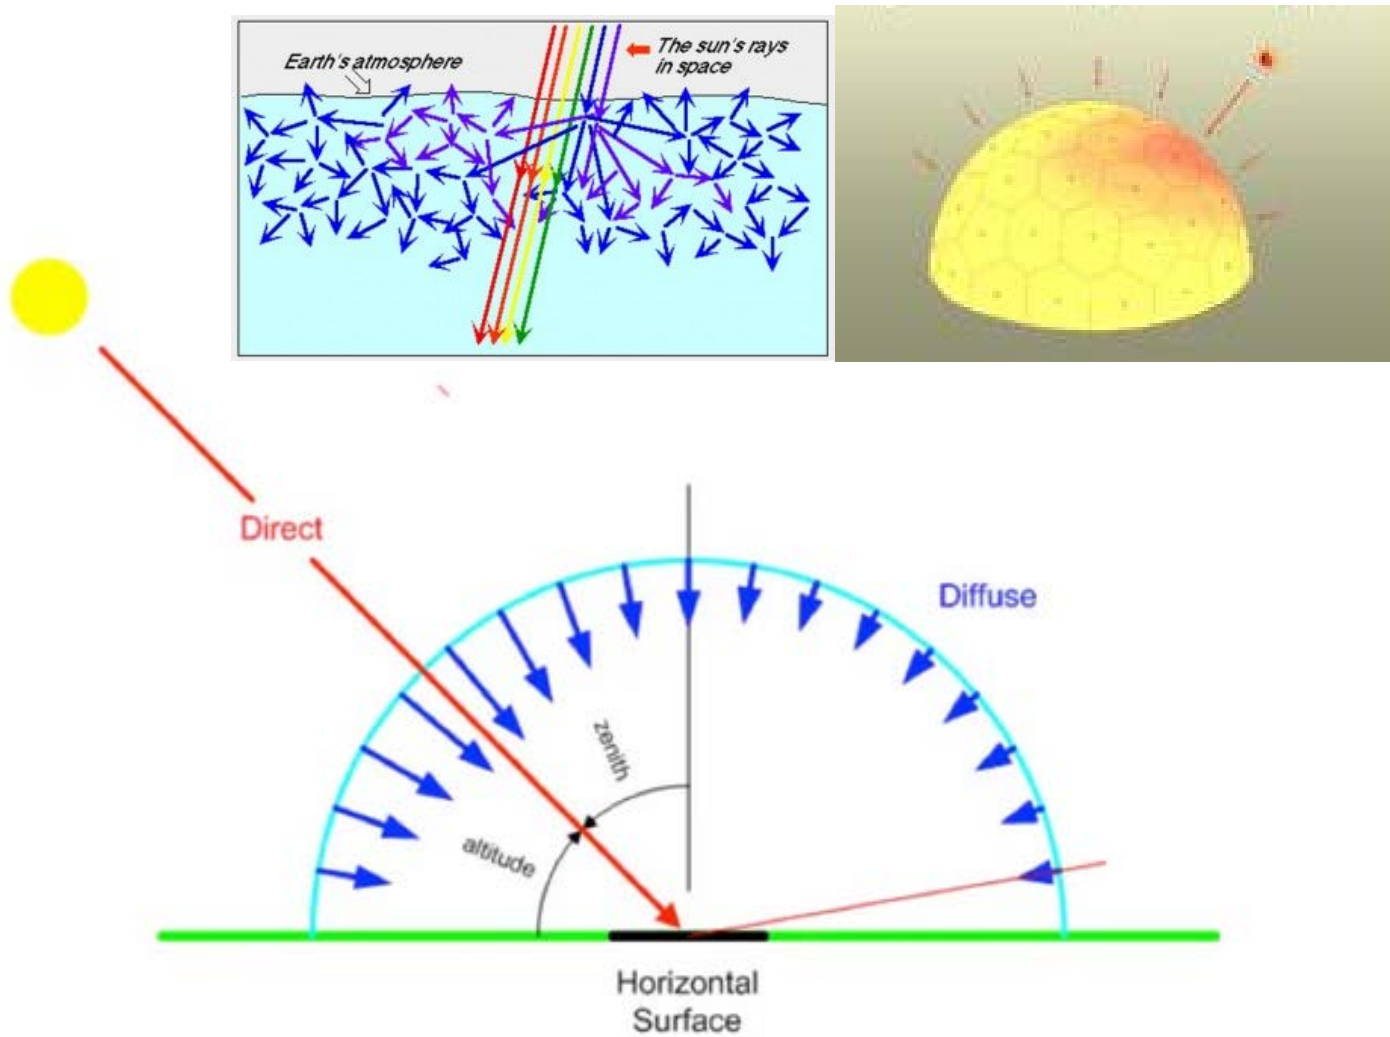 Earth's atmosphere
The sun's rays
in space
Direct
Diffuse
zenith
altitude
Horizontal
Surface